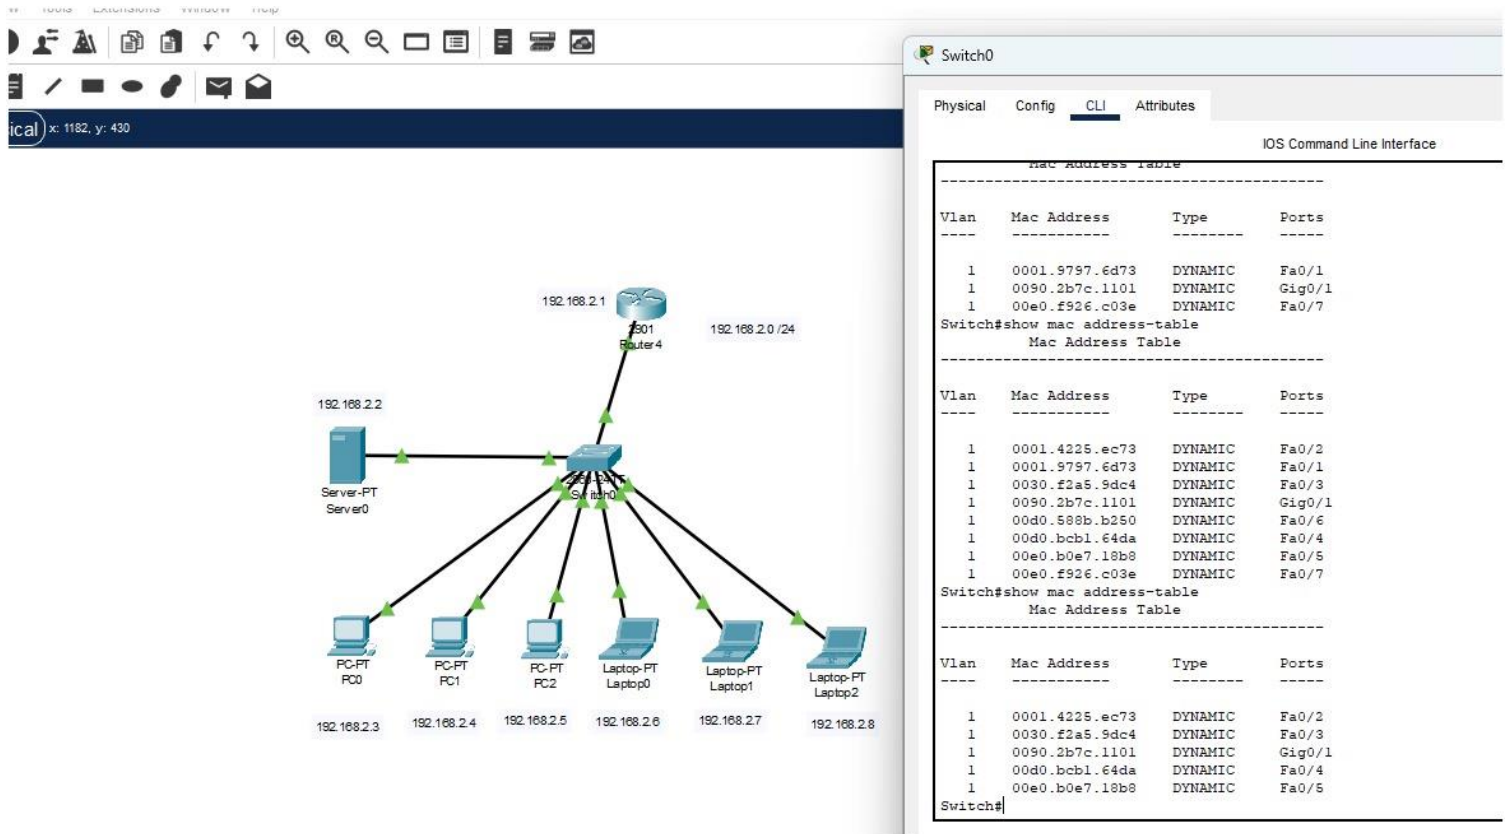 Tools Extensions Window Help
ical x: 1182, y: 430
192.168.2.1
192.168.2.0 /24
2901
Router4
192.168.2.2
Server-PT
Server0
Switch0
PC-PT
PC0
PC-PT
PC1
PC-PT
PC2
Laptop-PT
Laptop0
Laptop-PT
Laptop1
Laptop-PT
Laptop2
192.168.2.3
192.168.2.4
192.168.2.5
192.168.2.6
192.168.2.7
192.168.2.8
Switch0
Physical Config CLI Attributes
IOS Command Line Interface
Mac Address Table
-------------------------------------------
Vlan Mac Address Type Ports
---- ----------- -------- -----
1 0001.9797.6d73 DYNAMIC Fa0/1
1 0090.2b7c.1101 DYNAMIC Gig0/1
1 00e0.f926.c03e DYNAMIC Fa0/7
Switch#show mac address-table
Mac Address Table
-------------------------------------------
Vlan Mac Address Type Ports
---- ----------- -------- -----
1 0001.4225.ec73 DYNAMIC Fa0/2
1 0001.9797.6d73 DYNAMIC Fa0/1
1 0030.f2a5.9dc4 DYNAMIC Fa0/3
1 0090.2b7c.1101 DYNAMIC Gig0/1
1 00d0.588b.b250 DYNAMIC Fa0/6
1 00d0.bcb1.64da DYNAMIC Fa0/4
1 00e0.b0e7.18b8 DYNAMIC Fa0/5
1 00e0.f926.c03e DYNAMIC Fa0/7
Switch#show mac address-table
Mac Address Table
-------------------------------------------
Vlan Mac Address Type Ports
---- ----------- -------- -----
1 0001.4225.ec73 DYNAMIC Fa0/2
1 0030.f2a5.9dc4 DYNAMIC Fa0/3
1 0090.2b7c.1101 DYNAMIC Gig0/1
1 00d0.bcb1.64da DYNAMIC Fa0/4
1 00e0.b0e7.18b8 DYNAMIC Fa0/5
Switch#